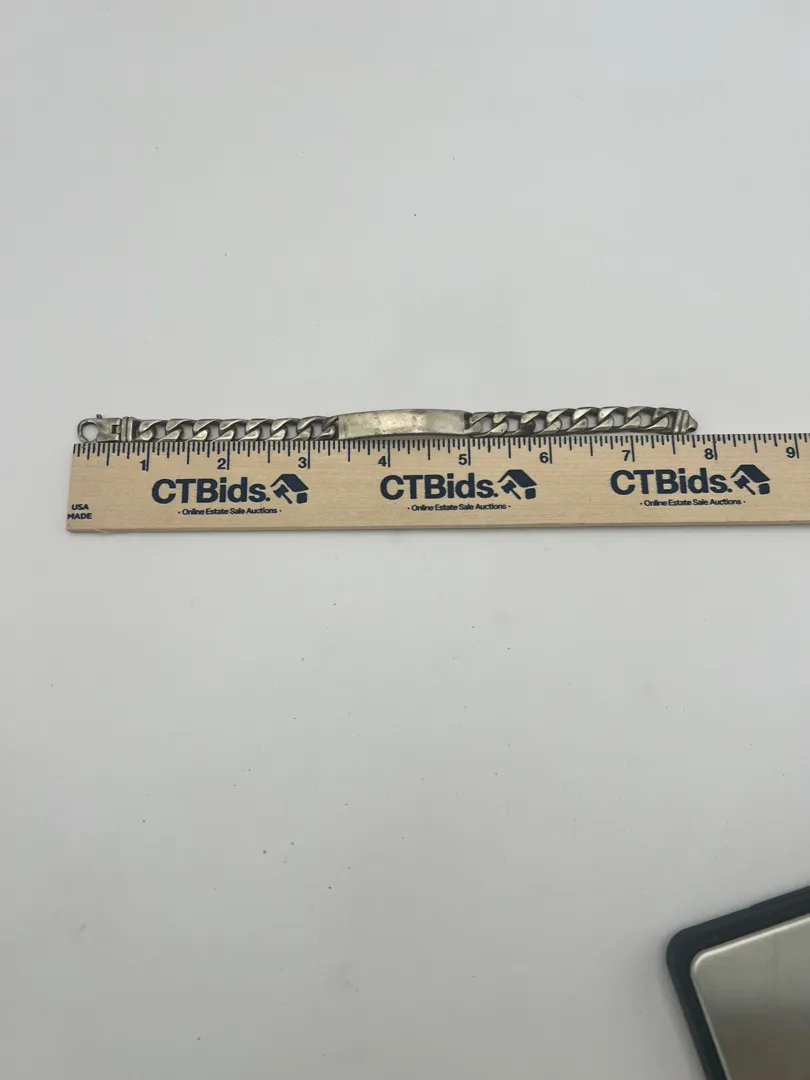 1 2 3 4 5 6 7 8 9
USA
MADE
CTBids.
· Online Estate Sale Auctions ·
CTBids.
· Online Estate Sale Auctions ·
CTBids.
· Online Estate Sale Auctions ·